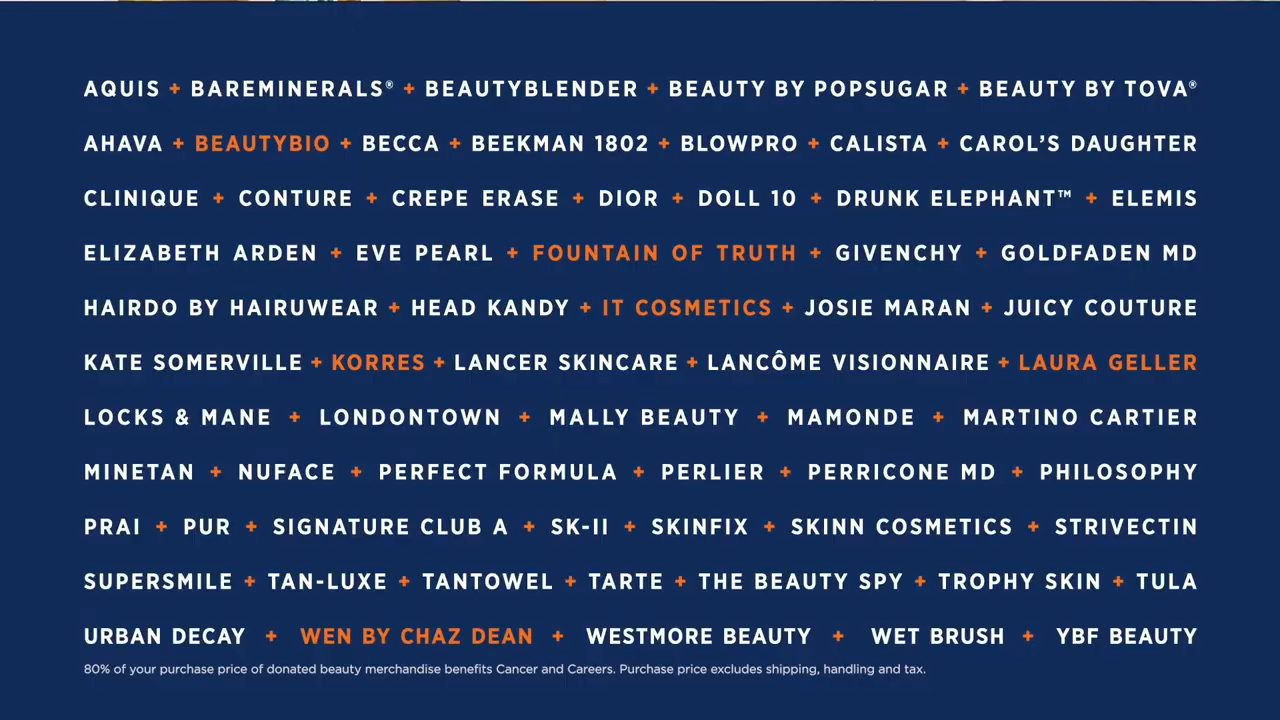 AQUIS + BAREMINERALS® + BEAUTYBLENDER + BEAUTY BY POPSUGAR + BEAUTY BY TOVA®
AHAVA + BEAUTYBIO + BECCA + BEEKMAN 1802 + BLOWPRO + CALISTA + CAROL’S DAUGHTER
CLINIQUE + CONTURE + CREPE ERASE + DIOR + DOLL 10 + DRUNK ELEPHANT™ + ELEMIS
ELIZABETH ARDEN + EVE PEARL + FOUNTAIN OF TRUTH + GIVENCHY + GOLDFADEN MD
HAIRDO BY HAIRUWEAR + HEAD KANDY + IT COSMETICS + JOSIE MARAN + JUICY COUTURE
KATE SOMERVILLE + KORRES + LANCER SKINCARE + LANCÔME VISIONNAIRE + LAURA GELLER
LOCKS & MANE + LONDONTOWN + MALLY BEAUTY + MAMONDE + MARTINO CARTIER
MINETAN + NUFACE + PERFECT FORMULA + PERLIER + PERRICONE MD + PHILOSOPHY
PRAI + PUR + SIGNATURE CLUB A + SK-II + SKINFIX + SKINN COSMETICS + STRIVECTIN
SUPERSMILE + TAN-LUXE + TANTOWEL + TARTE + THE BEAUTY SPY + TROPHY SKIN + TULA
URBAN DECAY + WEN BY CHAZ DEAN + WESTMORE BEAUTY + WET BRUSH + YBF BEAUTY
80% of your purchase price of donated beauty merchandise benefits Cancer and Careers. Purchase price excludes shipping, handling and tax.